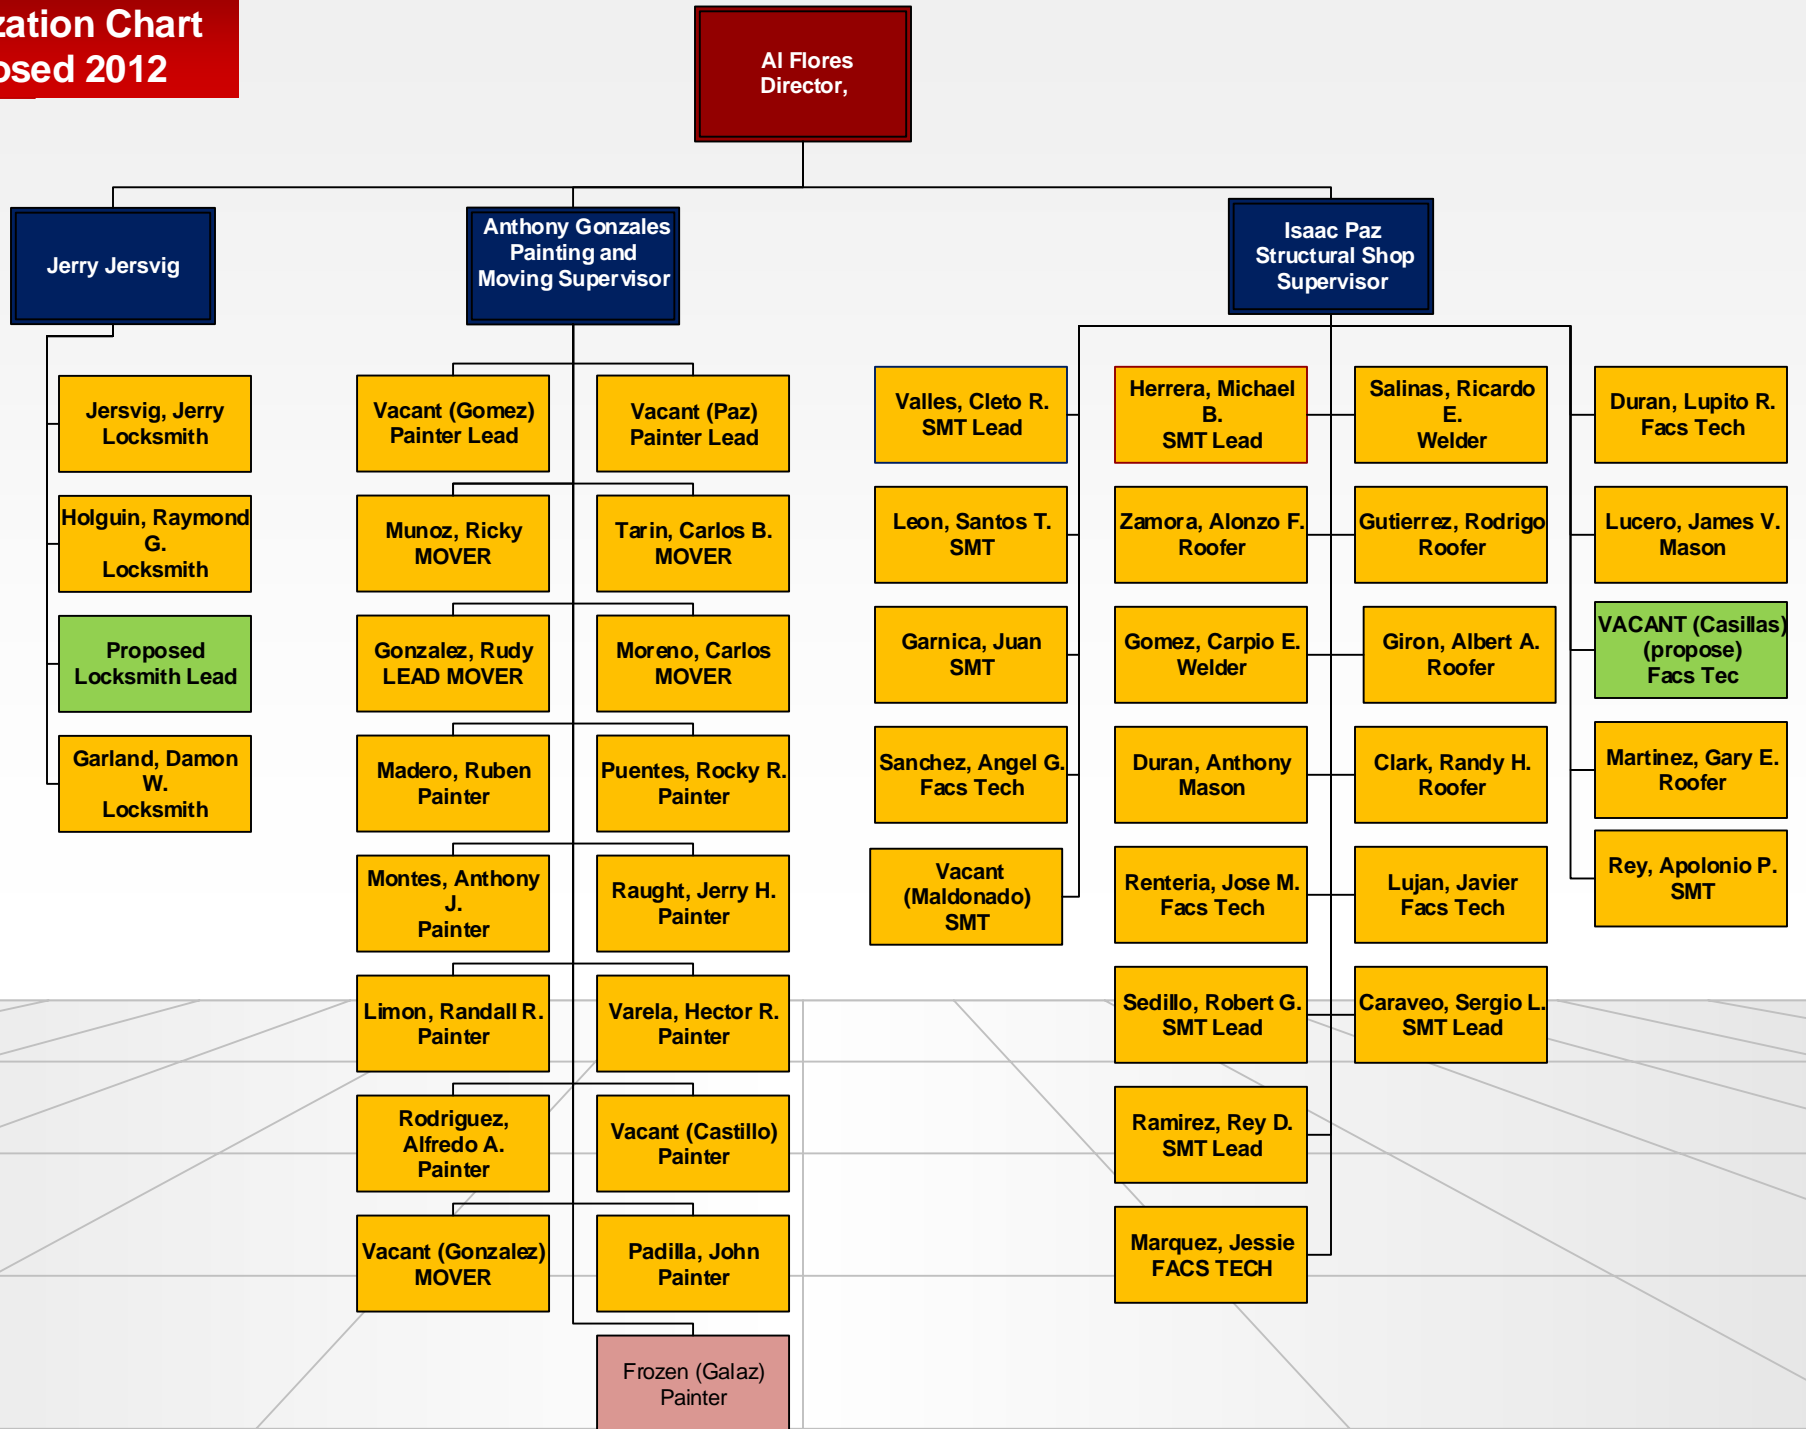 zation Chart
osed 2012
Al Flores
Director,
Jerry Jersvig
Anthony Gonzales
Painting and
Moving Supervisor
Isaac Paz
Structural Shop
Supervisor
Jersvig, Jerry
Locksmith
Holguin, Raymond
G.
Locksmith
Proposed
Locksmith Lead
Garland, Damon
W.
Locksmith
Vacant (Gomez)
Painter Lead
Vacant (Paz)
Painter Lead
Munoz, Ricky
MOVER
Tarin, Carlos B.
MOVER
Gonzalez, Rudy
LEAD MOVER
Moreno, Carlos
MOVER
Madero, Ruben
Painter
Puentes, Rocky R.
Painter
Montes, Anthony
J.
Painter
Raught, Jerry H.
Painter
Limon, Randall R.
Painter
Varela, Hector R.
Painter
Rodriguez,
Alfredo A.
Painter
Vacant (Castillo)
Painter
Vacant (Gonzalez)
MOVER
Padilla, John
Painter
Frozen (Galaz)
Painter
Valles, Cleto R.
SMT Lead
Leon, Santos T.
SMT
Garnica, Juan
SMT
Sanchez, Angel G.
Facs Tech
Vacant
(Maldonado)
SMT
Herrera, Michael
B.
SMT Lead
Salinas, Ricardo
E.
Welder
Zamora, Alonzo F.
Roofer
Gutierrez, Rodrigo
Roofer
Gomez, Carpio E.
Welder
Giron, Albert A.
Roofer
Duran, Anthony
Mason
Clark, Randy H.
Roofer
Renteria, Jose M.
Facs Tech
Lujan, Javier
Facs Tech
Sedillo, Robert G.
SMT Lead
Caraveo, Sergio L.
SMT Lead
Ramirez, Rey D.
SMT Lead
Marquez, Jessie
FACS TECH
Duran, Lupito R.
Facs Tech
Lucero, James V.
Mason
VACANT (Casillas)
(propose)
Facs Tec
Martinez, Gary E.
Roofer
Rey, Apolonio P.
SMT